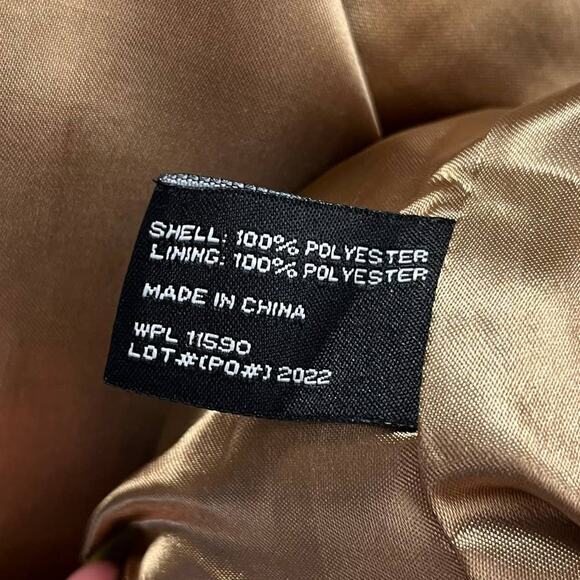 SHELL: 100% POLYESTER
LINING: 100% POLYESTER
MADE IN CHINA
WPL 11590
LOT#(PO#) 2022